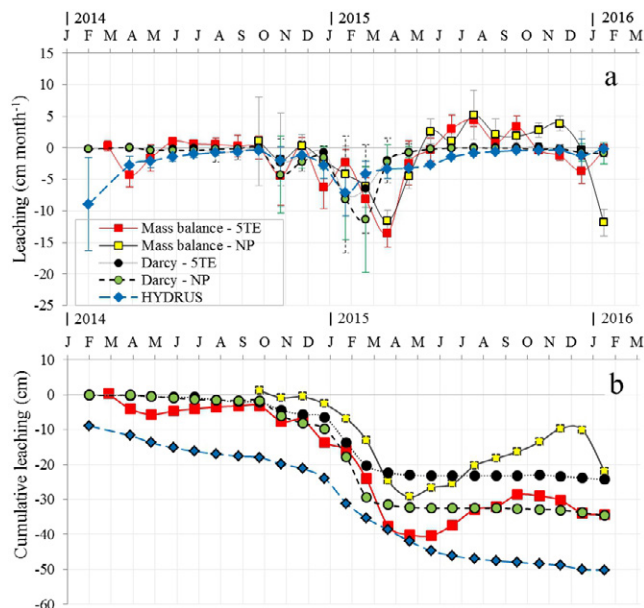 2014 2015 2016
J F M A M J J A S O N D J F M A M J J A S O N D J F M
15
10
5
0
-5
-10
-15
-20
-25
Leaching (cm month-1)
a
Mass balance - 5TE
Mass balance - NP
Darcy - 5TE
Darcy - NP
HYDRUS
2014 2015 2016
J F M A M J J A S O N D J F M A M J J A S O N D J F M
10
0
-10
-20
-30
-40
-50
-60
Cumulative leaching (cm)
b